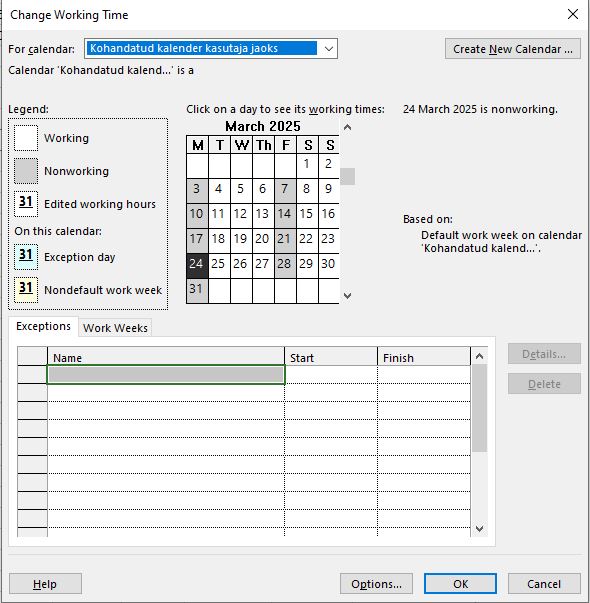 Change Working Time
For calendar: Kohandatud kalender kasutaja jaoks
Create New Calendar ...
Calendar 'Kohandatud kalend...' is a
Legend:
Working
Nonworking
31 Edited working hours
On this calendar:
31 Exception day
31 Nondefault work week
Click on a day to see its working times:
March 2025
M T W Th F S S
1 2
3 4 5 6 7 8 9
10 11 12 13 14 15 16
17 18 19 20 21 22 23
24 25 26 27 28 29 30
31
24 March 2025 is nonworking.
Based on:
Default work week on calendar
'Kohandatud kalend...'.
Exceptions Work Weeks
Name Start Finish
Details...
Delete
Help Options... OK Cancel